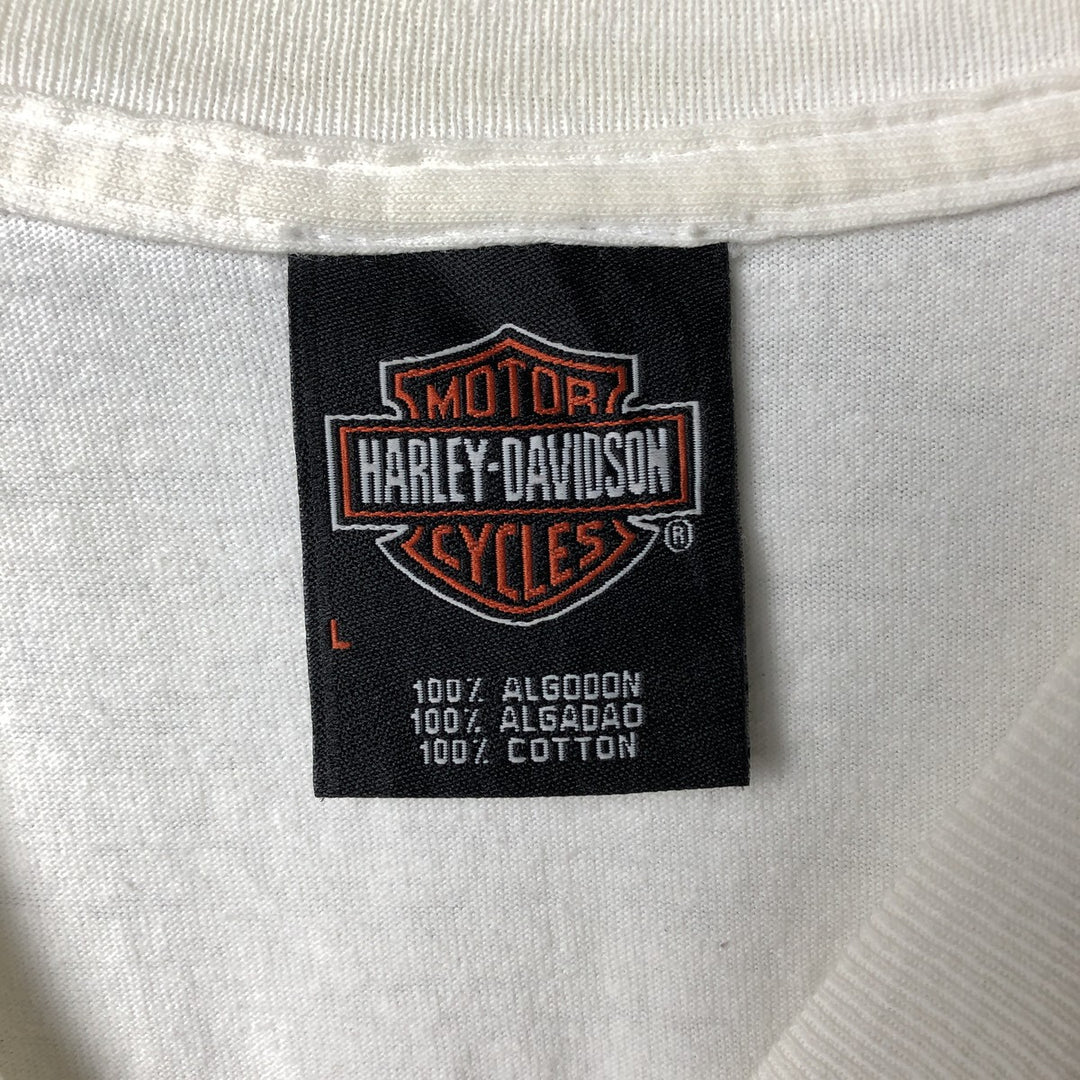 MOTOR
HARLEY-DAVIDSON
CYCLES
®
L
100% ALGODON
100% ALGADAO
100% COTTON